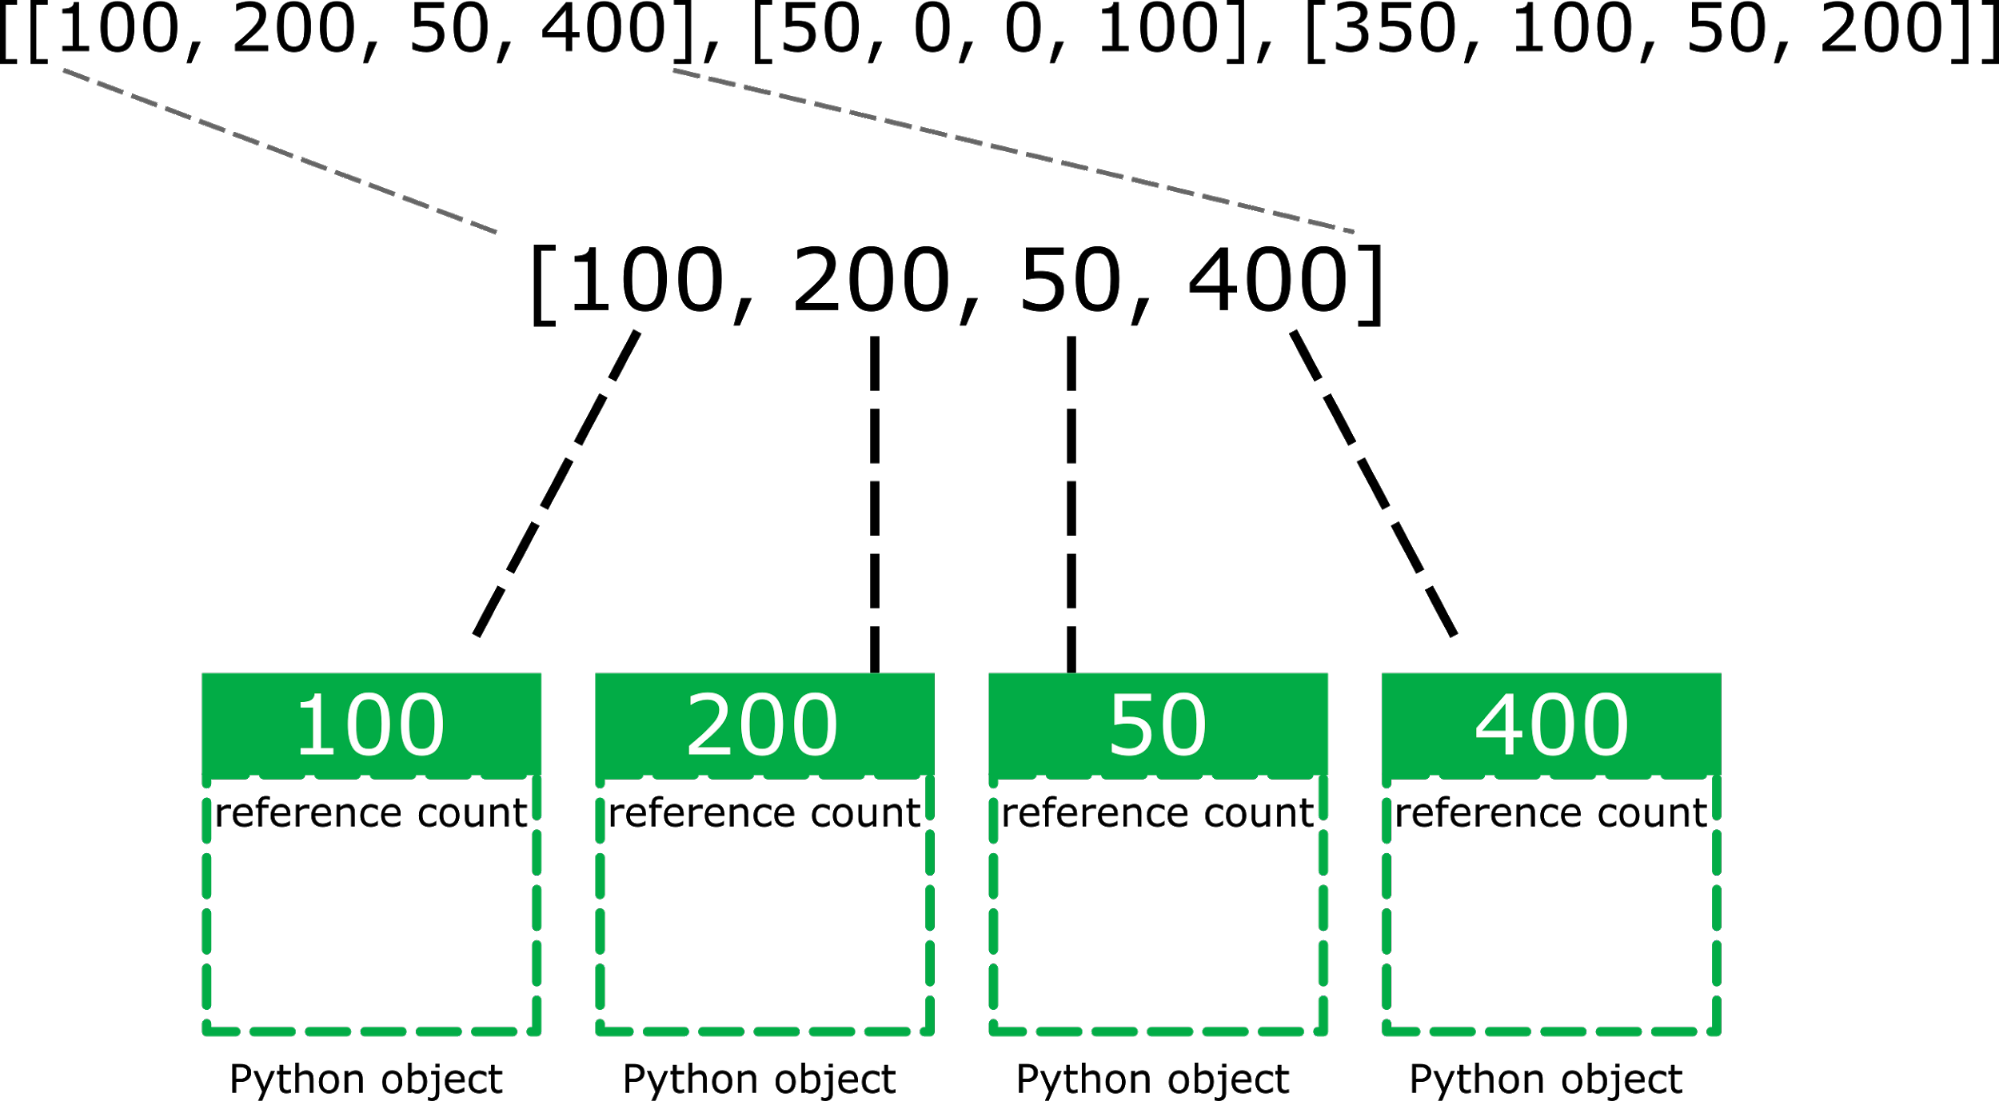 [[100, 200, 50, 400], [50, 0, 0, 100], [350, 100, 50, 200]]
[100, 200, 50, 400]
100 200 50 400
reference count reference count reference count reference count
Python object Python object Python object Python object